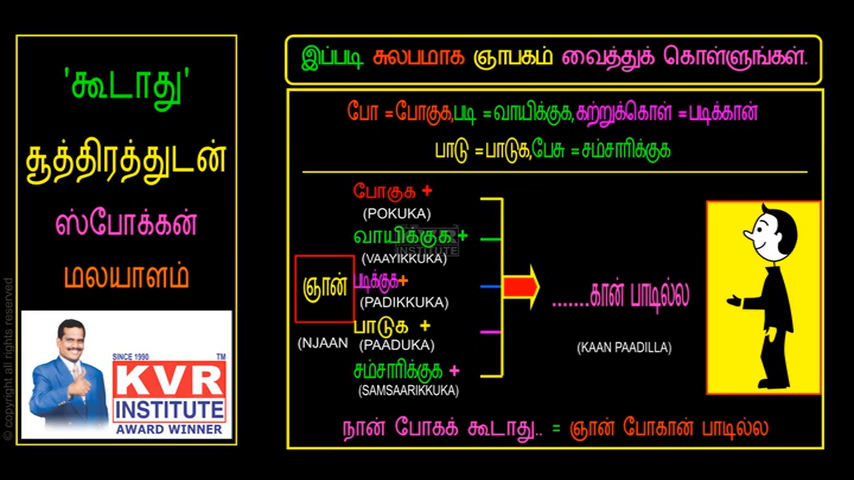 'கூடாது'
சூத்திரத்துடன்
ஸ்போக்கன்
மலயாளம்
SINCE 1990
TM
KVR
INSTITUTE
AWARD WINNER
© copyright all rights reserved
இப்படி சுலபமாக ஞாபகம் வைத்துக் கொள்ளுங்கள்.
போ =போகுக,படி =வாயிக்குக,கற்றுக்கொள் =படிக்கான்
பாடு =பாடுக,பேசு =சம்சாரிக்குக
போகுக +
(POKUKA)
வாயிக்குக +
(VAAYIKKUKA)
ஞான்
படிக்குக+
(PADIKKUKA)
பாடுக +
(NJAAN
(PAADUKA)
சம்சாரிக்குக +
(SAMSAARIKKUKA)
.......கான் பாடில்ல
(KAAN PAADILLA)
நான் போகக் கூடாது.. = ஞான் போகான் பாடில்ல